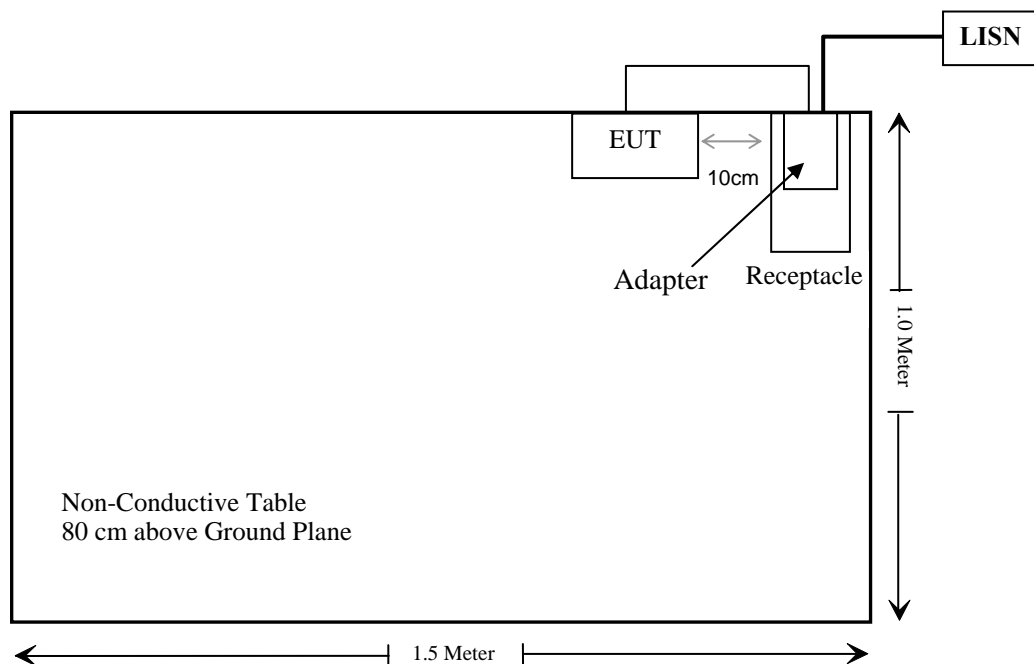 LISN
EUT
10cm
Adapter
Receptacle
1.0 Meter
Non-Conductive Table
80 cm above Ground Plane
1.5 Meter